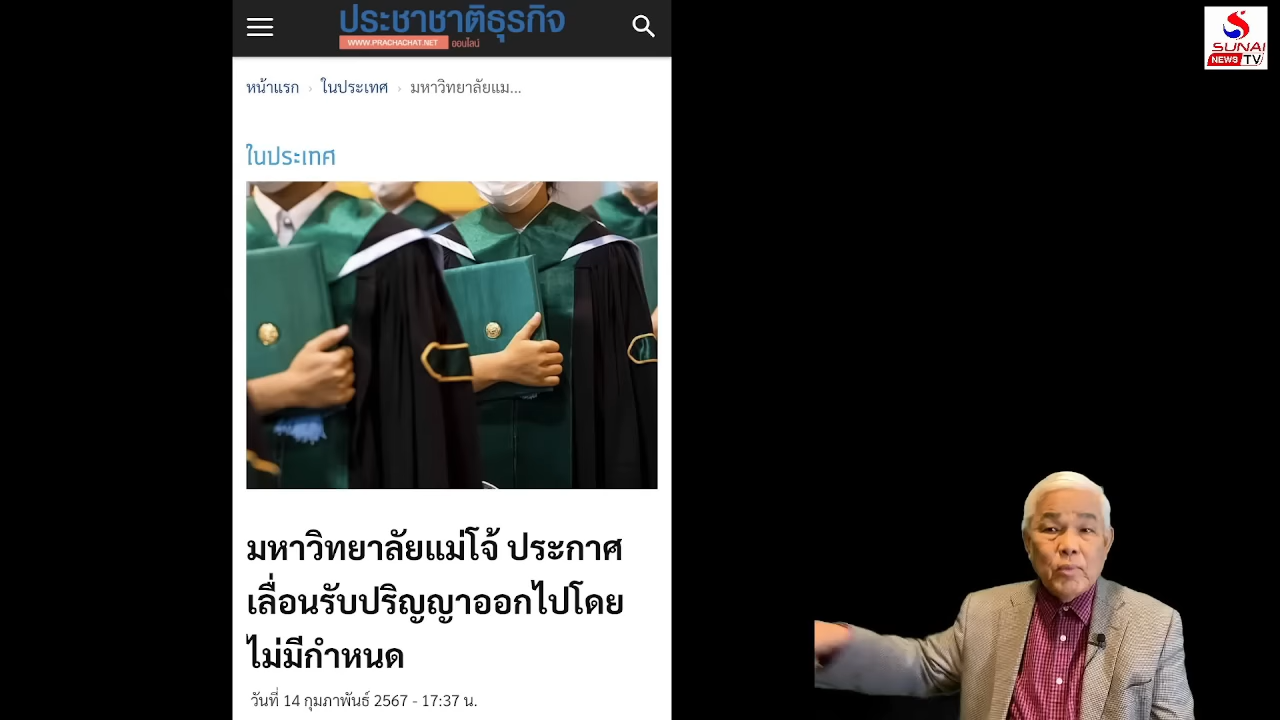 ประชาชาติธุรกิจ
WWW.PRACHACHAT.NET ออนไลน์
SUNAI
NEWS TV
หน้าแรก › ในประเทศ › มหาวิทยาลัยแม...
ในประเทศ
มหาวิทยาลัยแม่โจ้ ประกาศ
เลื่อนรับปริญญาออกไปโดย
ไม่มีกำหนด
วันที่ 14 กุมภาพันธ์ 2567 - 17:37 น.